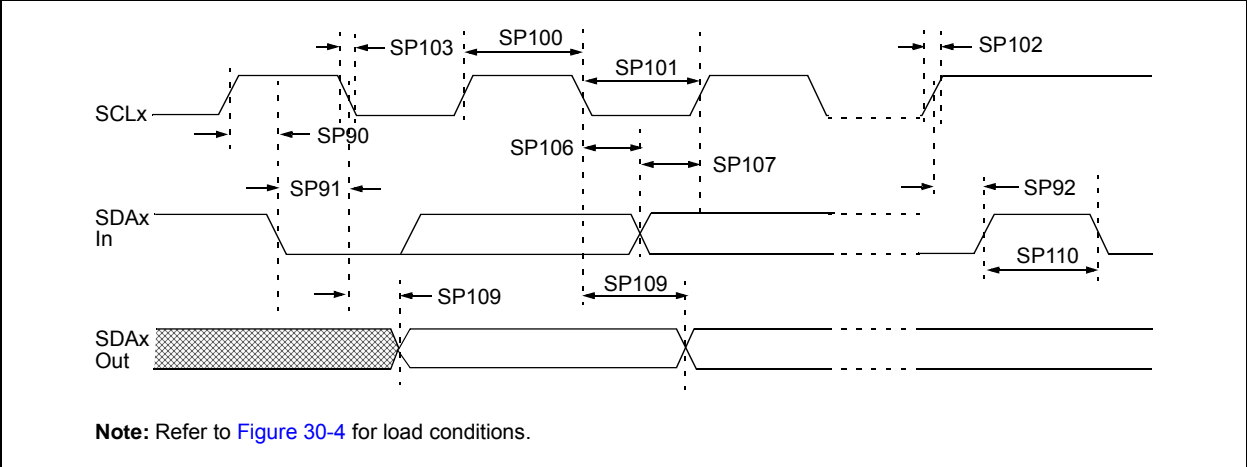 SP103
SP100
SP102
SP101
SCLx
SP90
SP106
SP107
SP91
SP92
SDAx
In
SP110
SP109
SP109
SDAx
Out
Note: Refer to Figure 30-4 for load conditions.